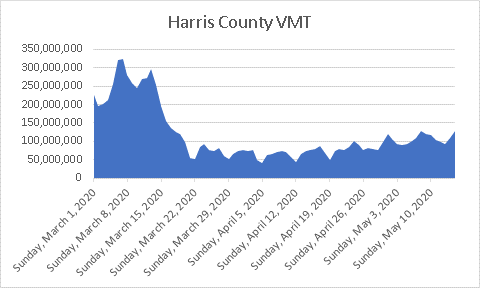 Harris County VMT
350,000,000
300,000,000
250,000,000
200,000,000
150,000,000
100,000,000
50,000,000
0
Sunday, March 1, 2020
Sunday, March 8, 2020
Sunday, March 15, 2020
Sunday, March 22, 2020
Sunday, March 29, 2020
Sunday, April 5, 2020
Sunday, April 12, 2020
Sunday, April 19, 2020
Sunday, April 26, 2020
Sunday, May 3, 2020
Sunday, May 10, 2020